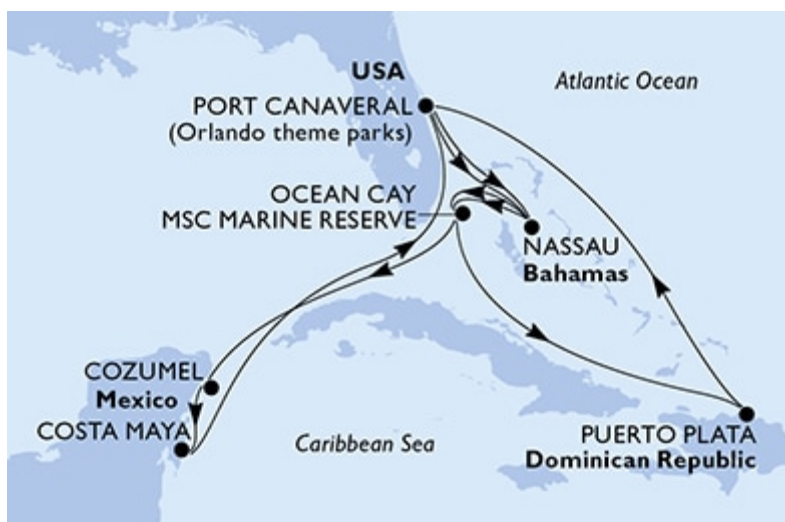 USA
Atlantic Ocean
PORT CANAVERAL
(Orlando theme parks)
OCEAN CAY
MSC MARINE RESERVE
NASSAU
Bahamas
COZUMEL
Mexico
COSTA MAYA
Caribbean Sea
PUERTO PLATA
Dominican Republic